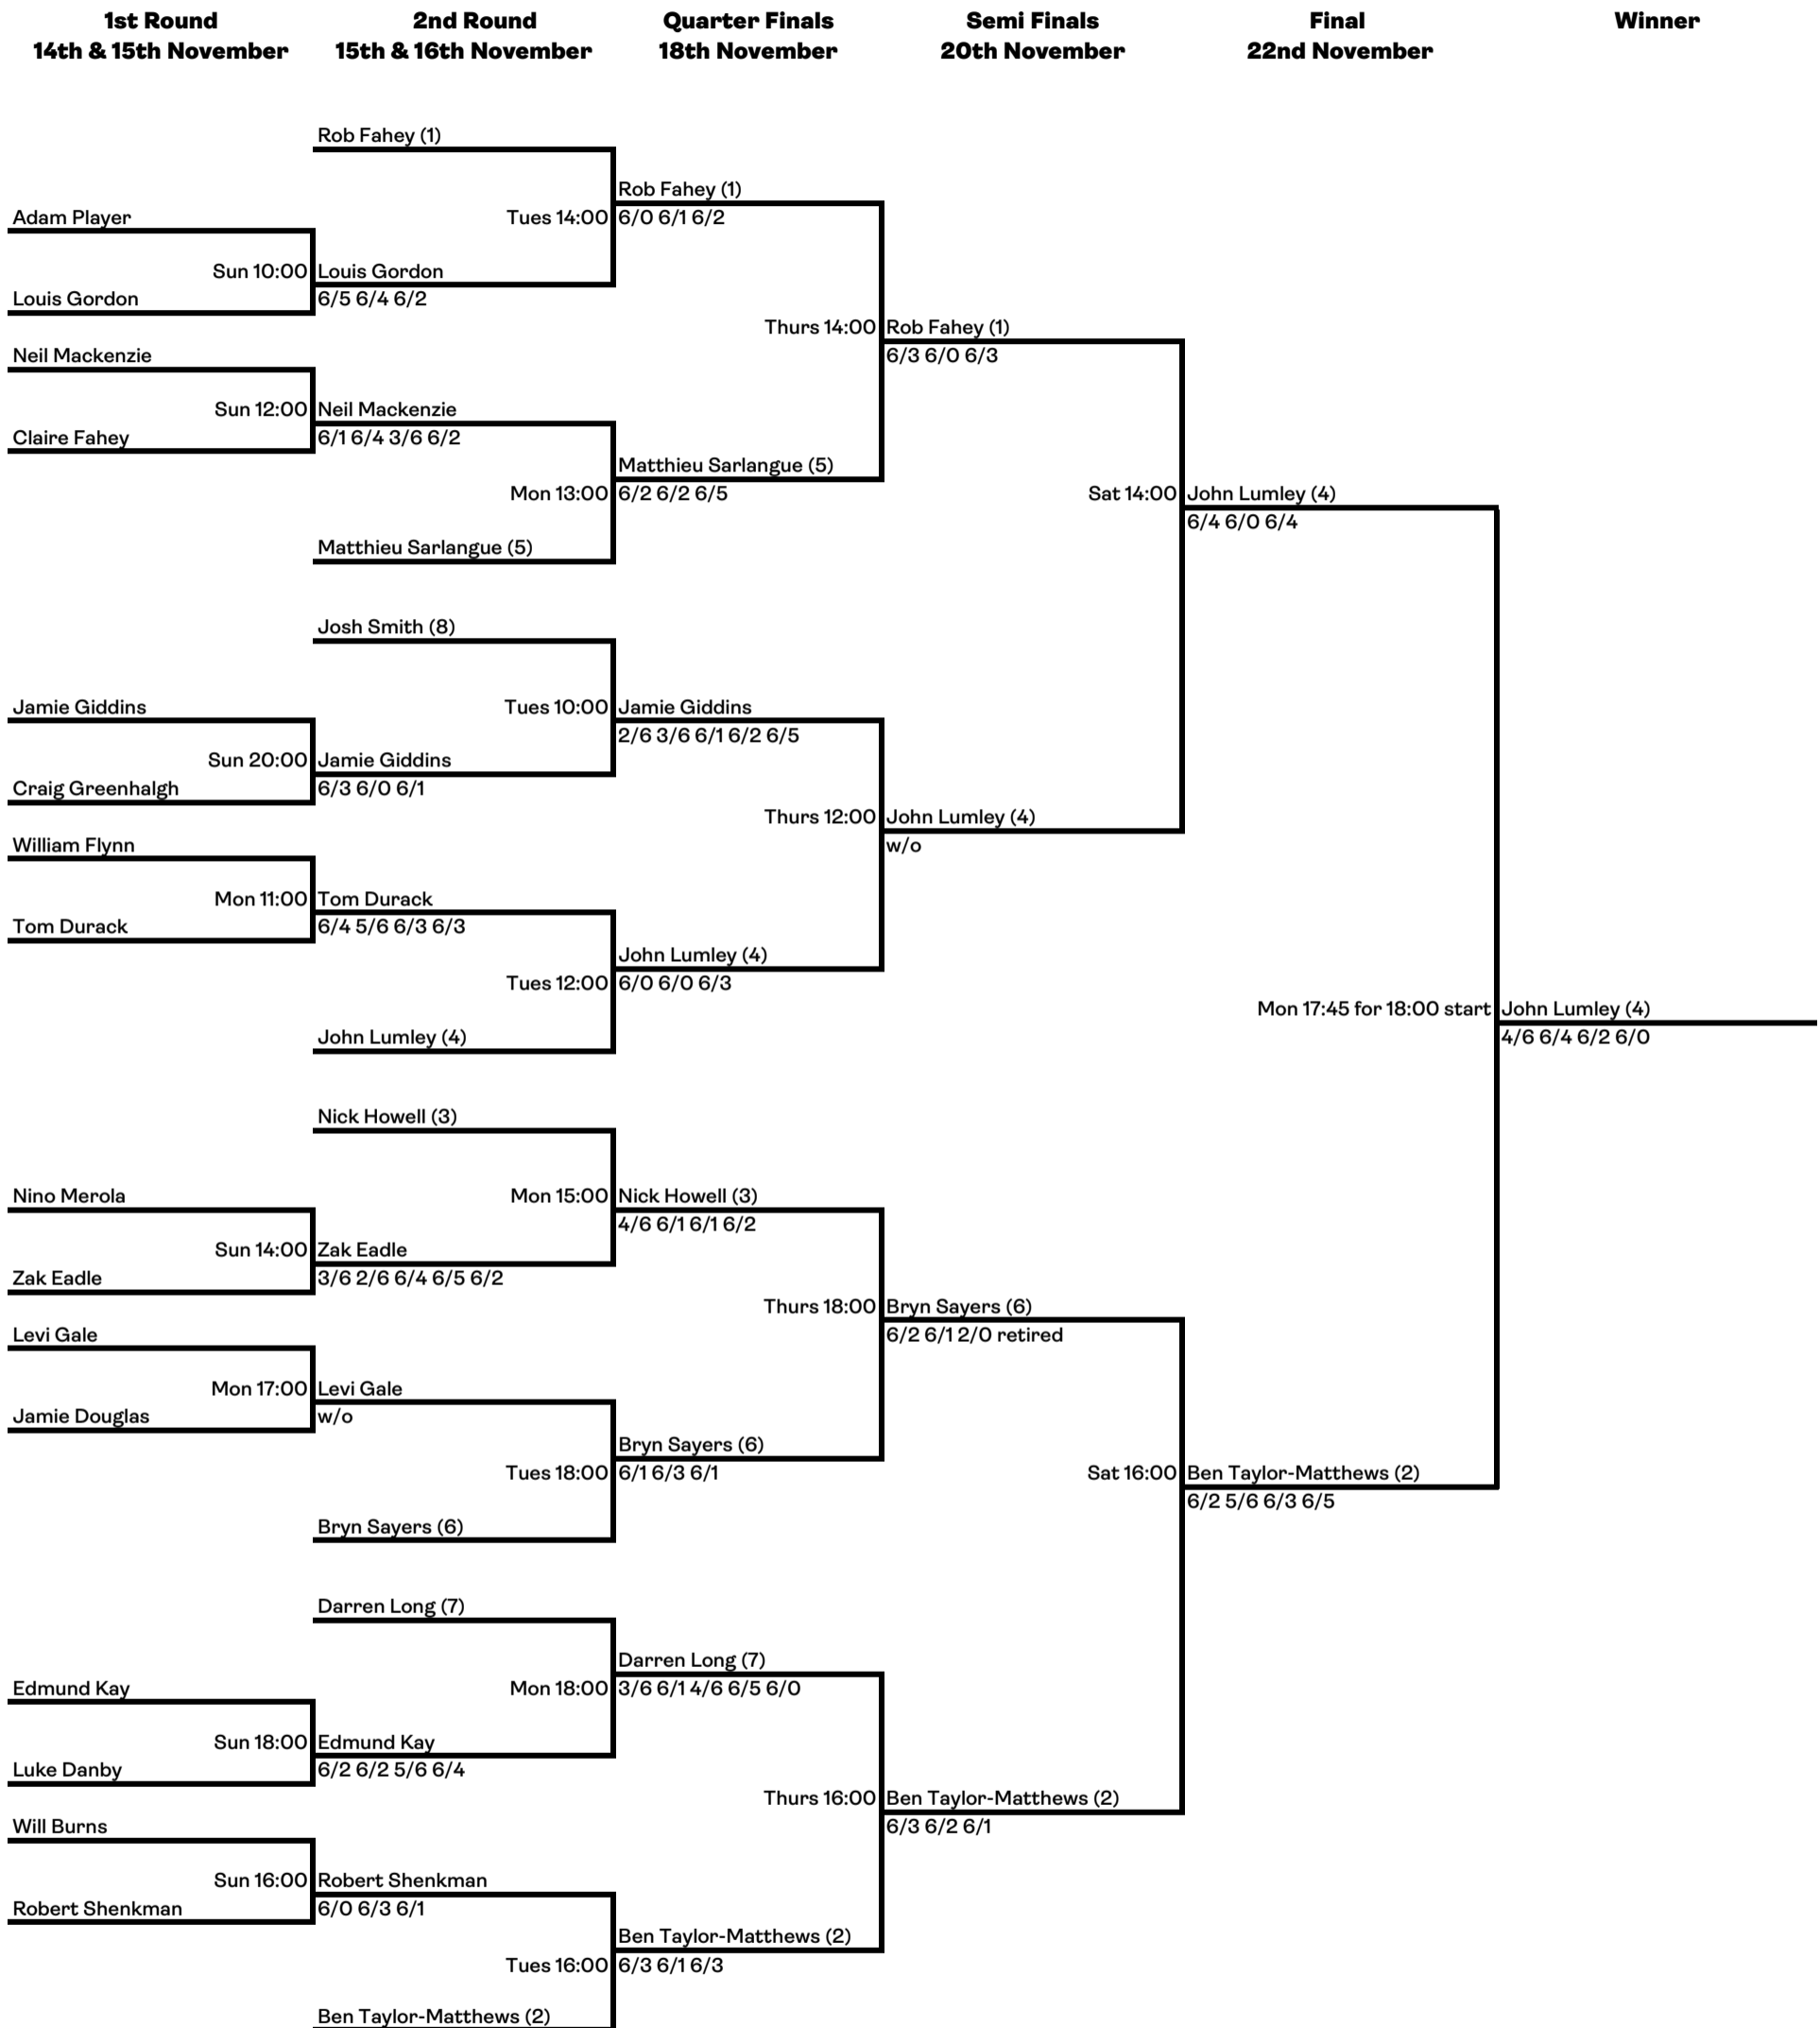 1st Round
14th & 15th November
2nd Round
15th & 16th November
Quarter Finals
18th November
Semi Finals
20th November
Final
22nd November
Winner
Rob Fahey (1)
Rob Fahey (1)
Adam Player
Tues 14:00
6/0 6/1 6/2
Sun 10:00
Louis Gordon
Louis Gordon
6/5 6/4 6/2
Thurs 14:00
Rob Fahey (1)
Neil Mackenzie
6/3 6/0 6/3
Sun 12:00
Neil Mackenzie
Claire Fahey
6/1 6/4 3/6 6/2
Matthieu Sarlangue (5)
Mon 13:00
6/2 6/2 6/5
Sat 14:00
John Lumley (4)
6/4 6/0 6/4
Matthieu Sarlangue (5)
Josh Smith (8)
Jamie Giddins
Tues 10:00
Jamie Giddins
2/6 3/6 6/1 6/2 6/5
Sun 20:00
Jamie Giddins
Craig Greenhalgh
6/3 6/0 6/1
Thurs 12:00
John Lumley (4)
William Flynn
w/o
Mon 11:00
Tom Durack
Tom Durack
6/4 5/6 6/3 6/3
John Lumley (4)
Tues 12:00
6/0 6/0 6/3
Mon 17:45 for 18:00 start
John Lumley (4)
John Lumley (4)
4/6 6/4 6/2 6/0
Nick Howell (3)
Nino Merola
Mon 15:00
Nick Howell (3)
4/6 6/1 6/1 6/2
Sun 14:00
Zak Eadle
Zak Eadle
3/6 2/6 6/4 6/5 6/2
Thurs 18:00
Bryn Sayers (6)
Levi Gale
6/2 6/1 2/0 retired
Mon 17:00
Levi Gale
Jamie Douglas
w/o
Bryn Sayers (6)
Tues 18:00
6/1 6/3 6/1
Sat 16:00
Ben Taylor-Matthews (2)
6/2 5/6 6/3 6/5
Bryn Sayers (6)
Darren Long (7)
Darren Long (7)
Edmund Kay
Mon 18:00
3/6 6/1 4/6 6/5 6/0
Sun 18:00
Edmund Kay
Luke Danby
6/2 6/2 5/6 6/4
Thurs 16:00
Ben Taylor-Matthews (2)
Will Burns
6/3 6/2 6/1
Sun 16:00
Robert Shenkman
Robert Shenkman
6/0 6/3 6/1
Ben Taylor-Matthews (2)
Tues 16:00
6/3 6/1 6/3
Ben Taylor-Matthews (2)